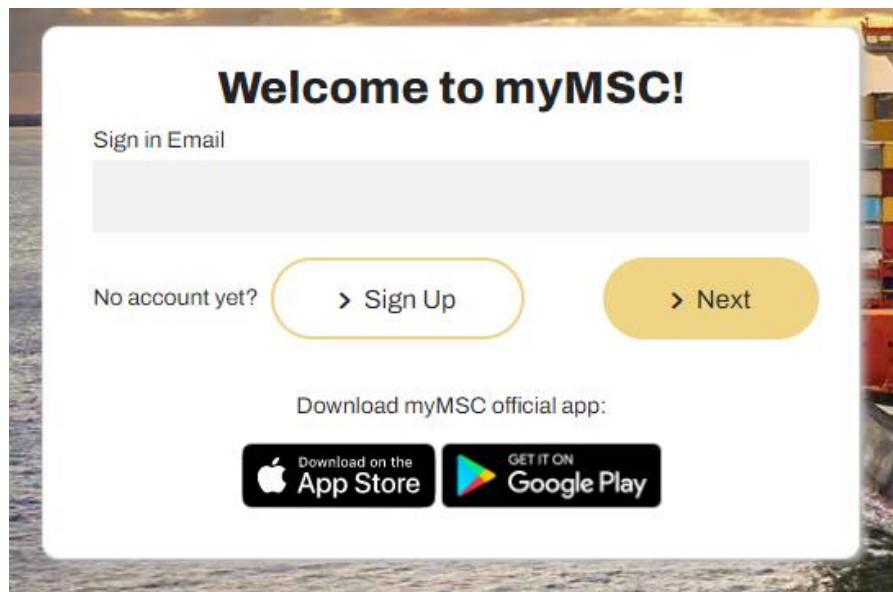 Welcome to myMSC!
Sign in Email
No account yet?
Sign Up
Next
Download myMSC official app:
Download on the
App Store
GET IT ON
Google Play